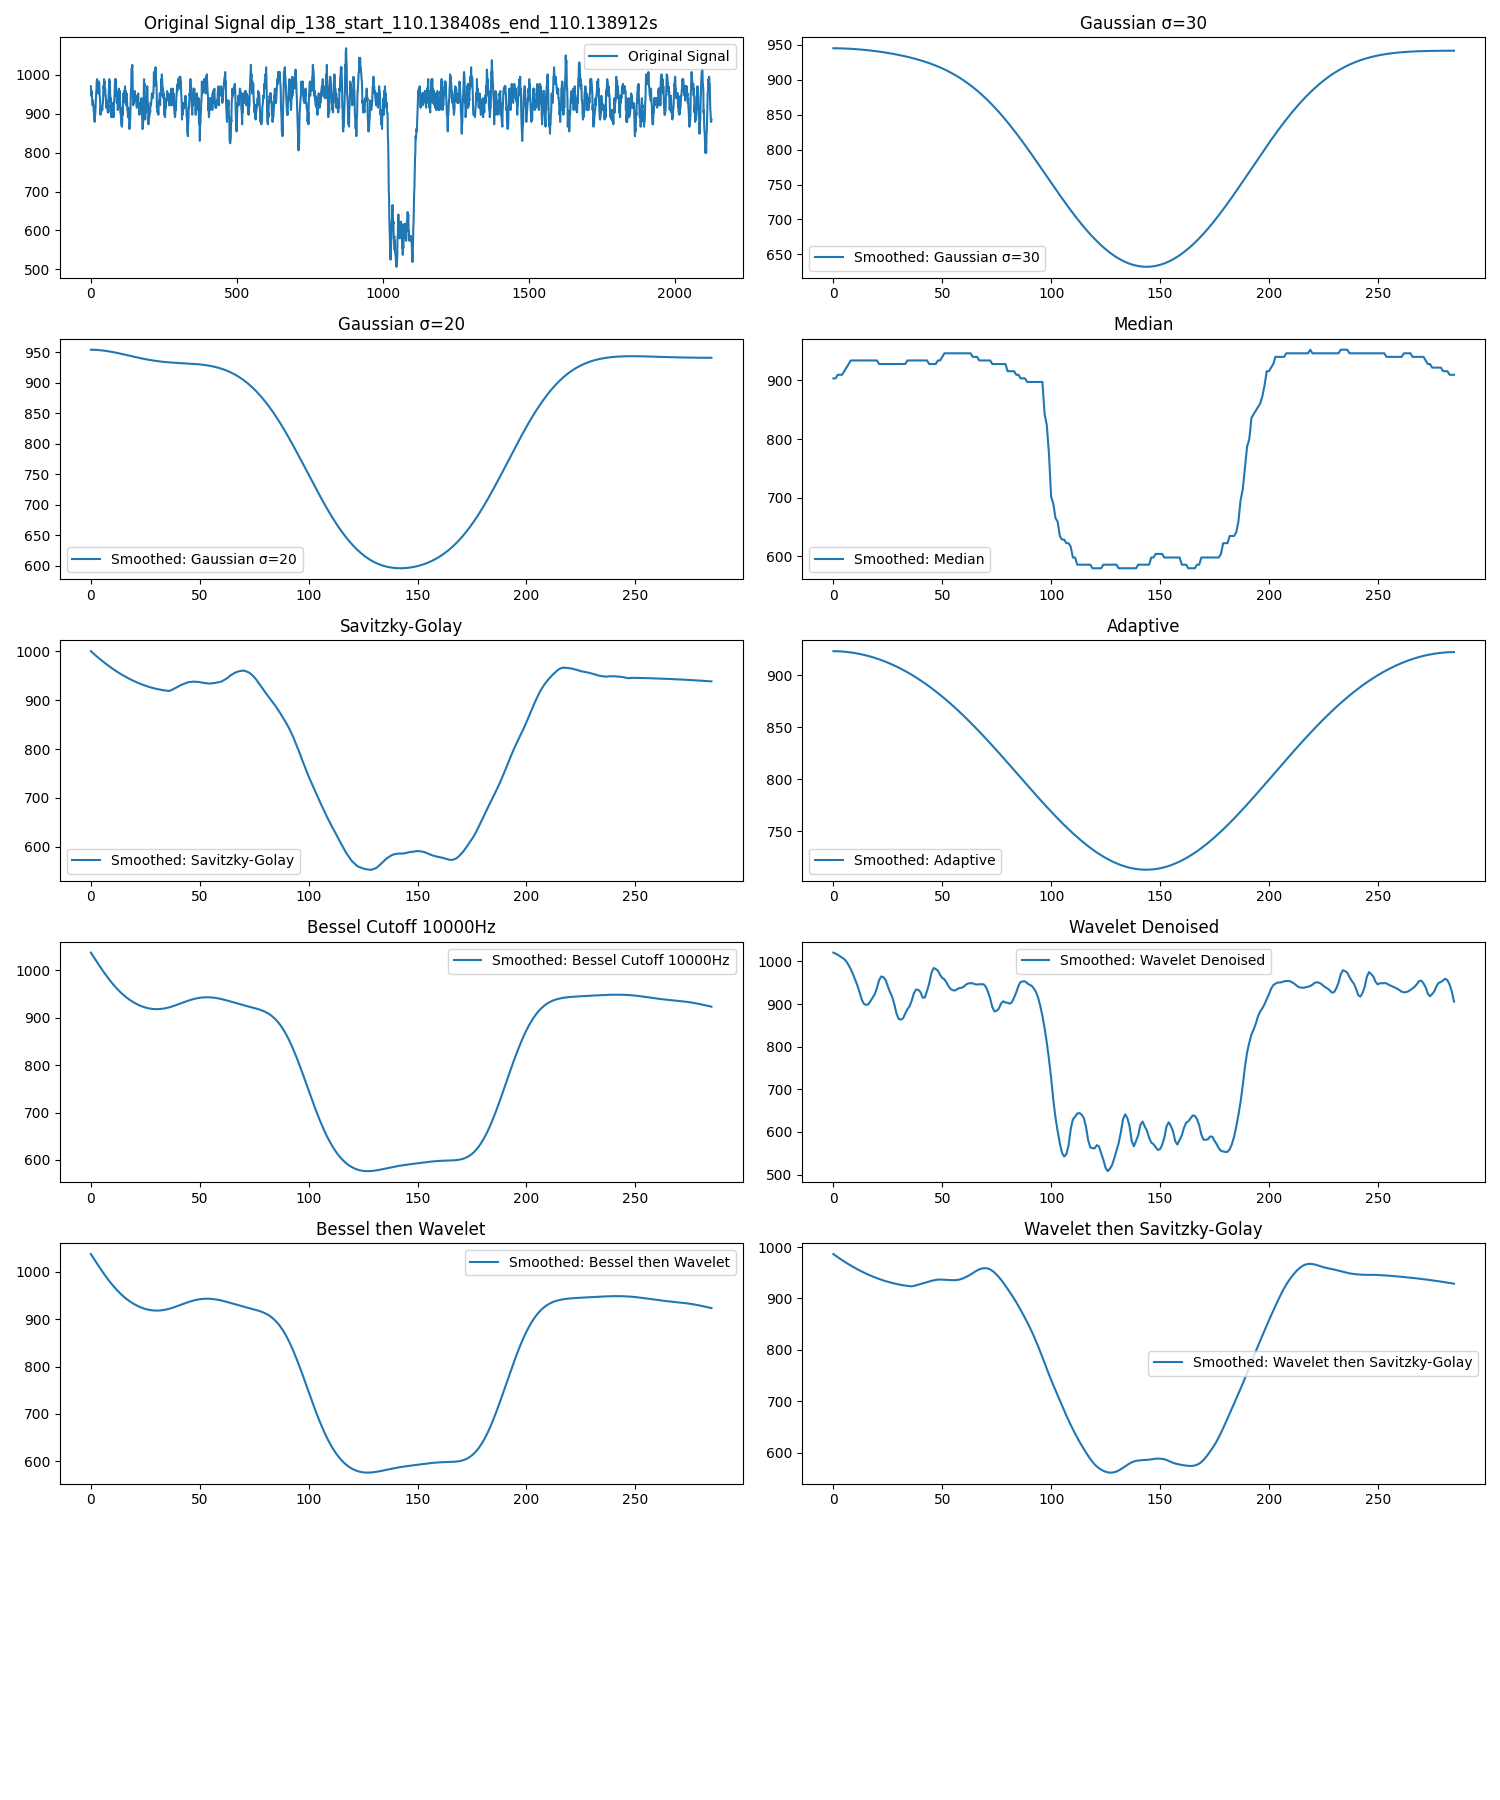 Original Signal dip_138_start_110.138408s_end_110.138912s
Original Signal
1000
900
800
700
600
500
0 500 1000 1500 2000
Gaussian σ=30
Smoothed: Gaussian σ=30
950
900
850
800
750
700
650
0 50 100 150 200 250
Gaussian σ=20
Smoothed: Gaussian σ=20
950
900
850
800
750
700
650
600
0 50 100 150 200 250
Median
Smoothed: Median
900
800
700
600
0 50 100 150 200 250
Savitzky-Golay
Smoothed: Savitzky-Golay
1000
900
800
700
600
0 50 100 150 200 250
Adaptive
Smoothed: Adaptive
900
850
800
750
0 50 100 150 200 250
Bessel Cutoff 10000Hz
Smoothed: Bessel Cutoff 10000Hz
1000
900
800
700
600
0 50 100 150 200 250
Wavelet Denoised
Smoothed: Wavelet Denoised
1000
900
800
700
600
500
0 50 100 150 200 250
Bessel then Wavelet
Smoothed: Bessel then Wavelet
1000
900
800
700
600
0 50 100 150 200 250
Wavelet then Savitzky-Golay
Smoothed: Wavelet then Savitzky-Golay
1000
900
800
700
600
0 50 100 150 200 250